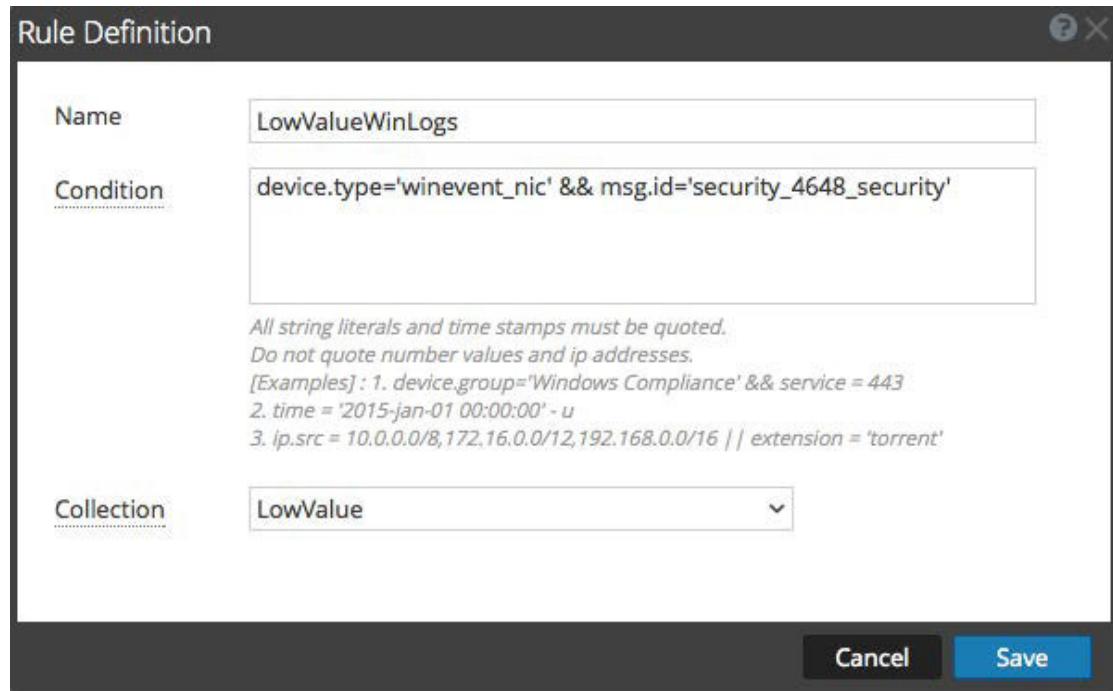 Rule Definition
Name
LowValueWinLogs
Condition
device.type='winevent_nic' && msg.id='security_4648_security'
All string literals and time stamps must be quoted.
Do not quote number values and ip addresses.
[Examples] : 1. device.group='Windows Compliance' && service = 443
2. time = '2015-jan-01 00:00:00' - u
3. ip.src = 10.0.0.0/8,172.16.0.0/12,192.168.0.0/16 || extension = 'torrent'
Collection
LowValue
Cancel
Save